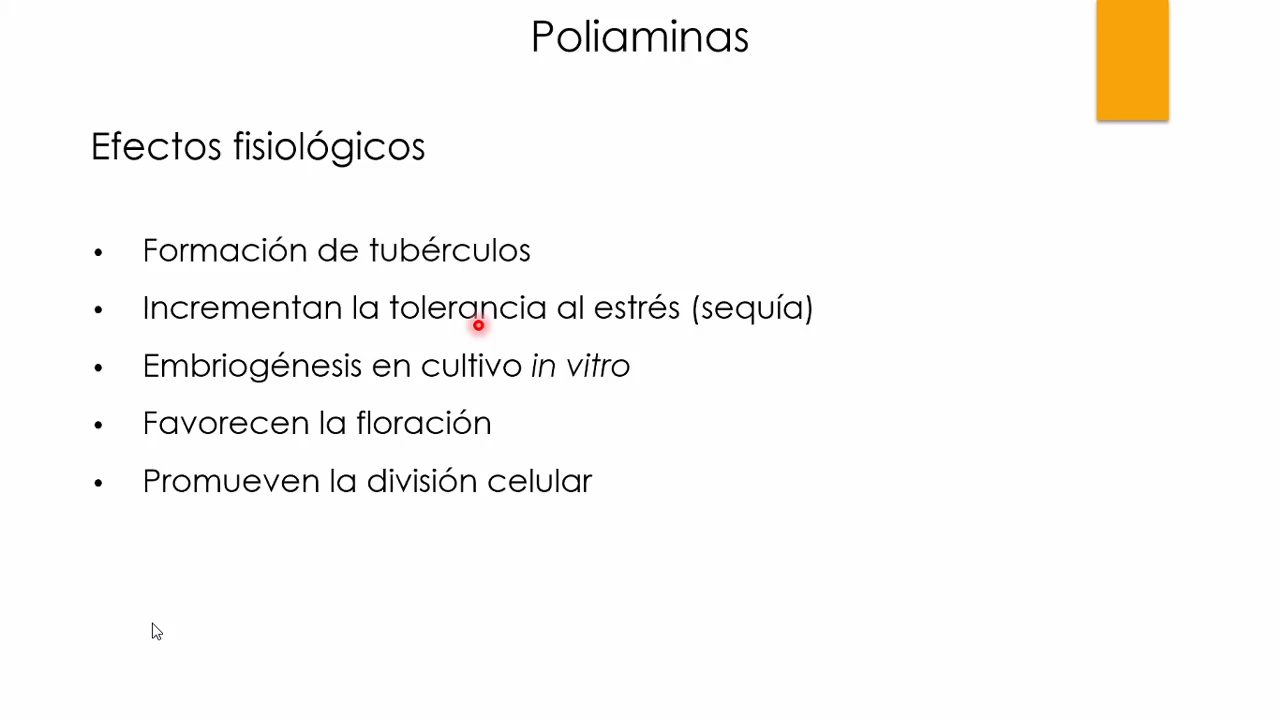 Poliaminas
Efectos fisiológicos
• Formación de tubérculos
• Incrementan la tolerancia al estrés (sequía)
• Embriogénesis en cultivo in vitro
• Favorecen la floración
• Promueven la división celular